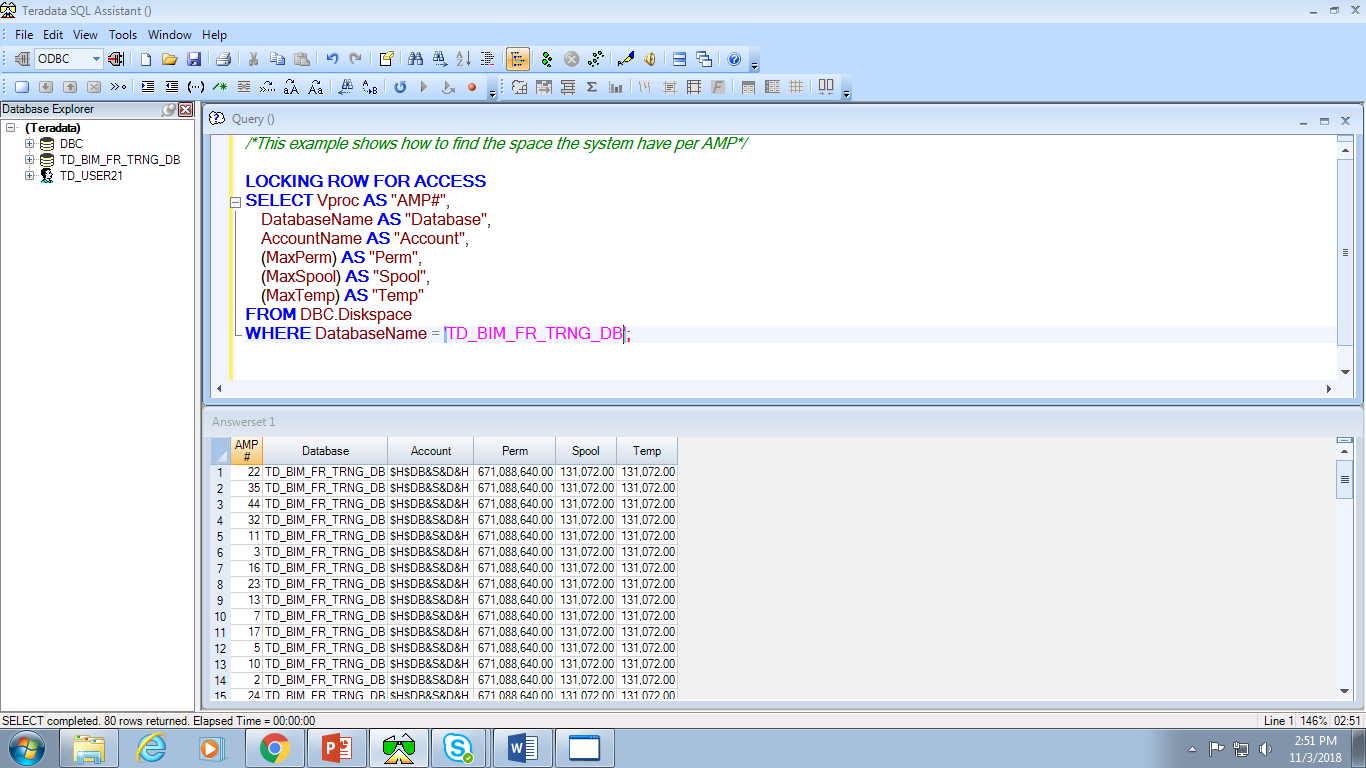 Teradata SQL Assistant ()
File Edit View Tools Window Help
ODBC
Database Explorer
(Teradata)
DBC
TD_BIM_FR_TRNG_DB
TD_USER21
Query ()
/*This example shows how to find the space the system have per AMP*/
LOCKING ROW FOR ACCESS
SELECT Vproc AS "AMP#",
DatabaseName AS "Database",
AccountName AS "Account",
(MaxPerm) AS "Perm",
(MaxSpool) AS "Spool",
(MaxTemp) AS "Temp"
FROM DBC.Diskspace
WHERE DatabaseName = 'TD_BIM_FR_TRNG_DB';
Answerset 1
AMP # Database Account Perm Spool Temp
1 22 TD_BIM_FR_TRNG_DB $H$DB&S&D&H 671,088,640.00 131,072.00 131,072.00
2 35 TD_BIM_FR_TRNG_DB $H$DB&S&D&H 671,088,640.00 131,072.00 131,072.00
3 44 TD_BIM_FR_TRNG_DB $H$DB&S&D&H 671,088,640.00 131,072.00 131,072.00
4 32 TD_BIM_FR_TRNG_DB $H$DB&S&D&H 671,088,640.00 131,072.00 131,072.00
5 11 TD_BIM_FR_TRNG_DB $H$DB&S&D&H 671,088,640.00 131,072.00 131,072.00
6 3 TD_BIM_FR_TRNG_DB $H$DB&S&D&H 671,088,640.00 131,072.00 131,072.00
7 16 TD_BIM_FR_TRNG_DB $H$DB&S&D&H 671,088,640.00 131,072.00 131,072.00
8 23 TD_BIM_FR_TRNG_DB $H$DB&S&D&H 671,088,640.00 131,072.00 131,072.00
9 13 TD_BIM_FR_TRNG_DB $H$DB&S&D&H 671,088,640.00 131,072.00 131,072.00
10 7 TD_BIM_FR_TRNG_DB $H$DB&S&D&H 671,088,640.00 131,072.00 131,072.00
11 17 TD_BIM_FR_TRNG_DB $H$DB&S&D&H 671,088,640.00 131,072.00 131,072.00
12 5 TD_BIM_FR_TRNG_DB $H$DB&S&D&H 671,088,640.00 131,072.00 131,072.00
13 10 TD_BIM_FR_TRNG_DB $H$DB&S&D&H 671,088,640.00 131,072.00 131,072.00
14 2 TD_BIM_FR_TRNG_DB $H$DB&S&D&H 671,088,640.00 131,072.00 131,072.00
15 24 TD_BIM_FR_TRNG_DB $H$DB&S&D&H 671,088,640.00 131,072.00 131,072.00
SELECT completed. 80 rows returned. Elapsed Time = 00:00:00
Line 1 146% 02:51
2:51 PM
11/3/2018